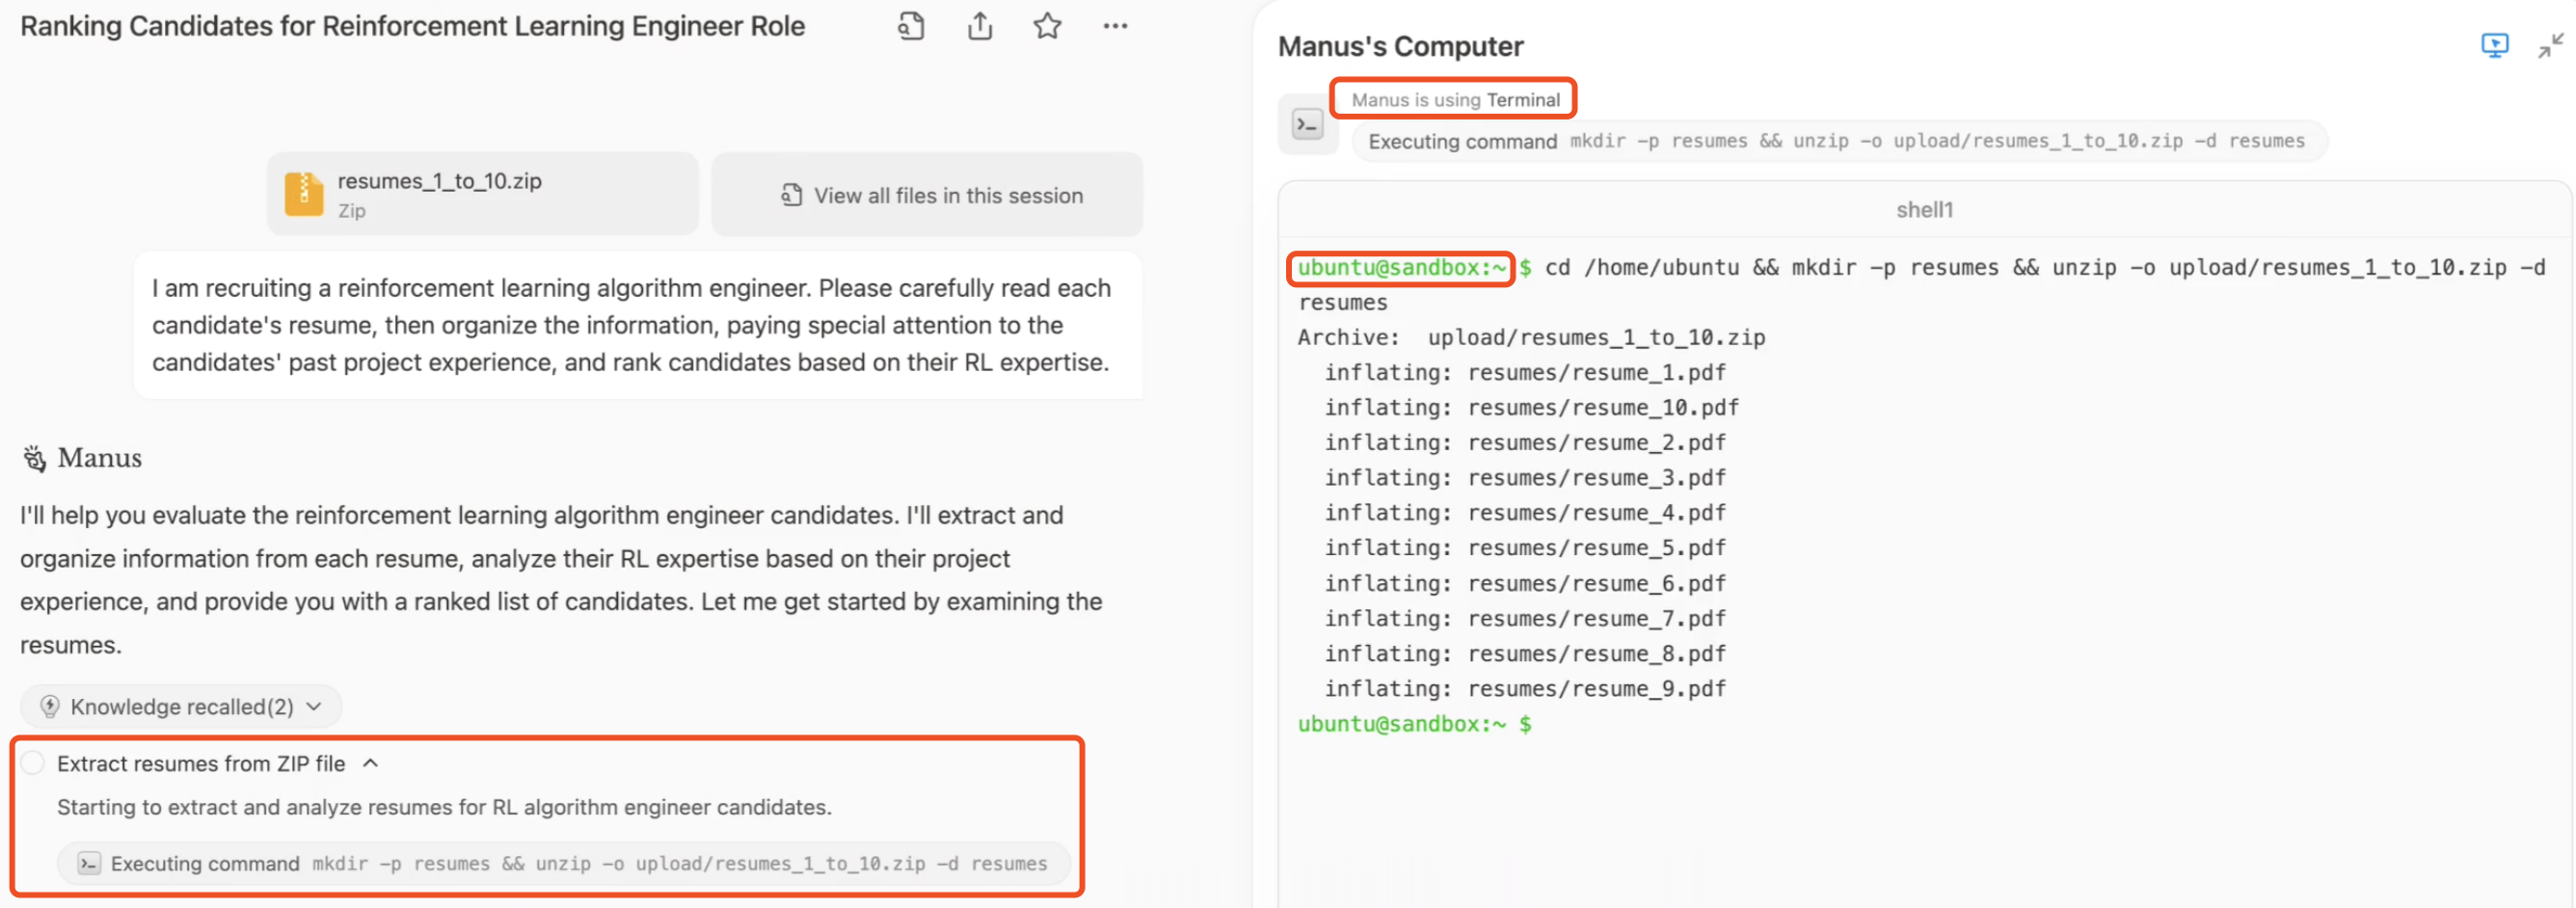 Ranking Candidates for Reinforcement Learning Engineer Role
resumes_1_to_10.zip
Zip
View all files in this session
I am recruiting a reinforcement learning algorithm engineer. Please carefully read each
candidate's resume, then organize the information, paying special attention to the
candidates' past project experience, and rank candidates based on their RL expertise.
Manus
I'll help you evaluate the reinforcement learning algorithm engineer candidates. I'll extract and
organize information from each resume, analyze their RL expertise based on their project
experience, and provide you with a ranked list of candidates. Let me get started by examining the
resumes.
Knowledge recalled(2)
Extract resumes from ZIP file
Starting to extract and analyze resumes for RL algorithm engineer candidates.
Executing command mkdir -p resumes && unzip -o upload/resumes_1_to_10.zip -d resumes
Manus's Computer
Manus is using Terminal
Executing command mkdir -p resumes && unzip -o upload/resumes_1_to_10.zip -d resumes
shell1
ubuntu@sandbox:~ $ cd /home/ubuntu && mkdir -p resumes && unzip -o upload/resumes_1_to_10.zip -d
resumes
Archive:  upload/resumes_1_to_10.zip
  inflating: resumes/resume_1.pdf
  inflating: resumes/resume_10.pdf
  inflating: resumes/resume_2.pdf
  inflating: resumes/resume_3.pdf
  inflating: resumes/resume_4.pdf
  inflating: resumes/resume_5.pdf
  inflating: resumes/resume_6.pdf
  inflating: resumes/resume_7.pdf
  inflating: resumes/resume_8.pdf
  inflating: resumes/resume_9.pdf
ubuntu@sandbox:~ $